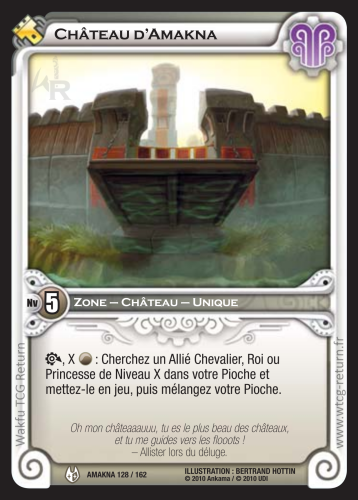 Château d'Amakna
R
Nv 5 Zone – Château – Unique
, X : Cherchez un Allié Chevalier, Roi ou
Princesse de Niveau X dans votre Pioche et
mettez-le en jeu, puis mélangez votre Pioche.
Oh mon châteaaauuu, tu es le plus beau des châteaux,
et tu me guides vers les flooots !
– Allister lors du déluge.
AMAKNA 128 / 162
ILLUSTRATION : BERTRAND HOTTIN
© 2010 Ankama / © 2010 UDI
Wakfu TCG Return
www.wtcg-return.fr